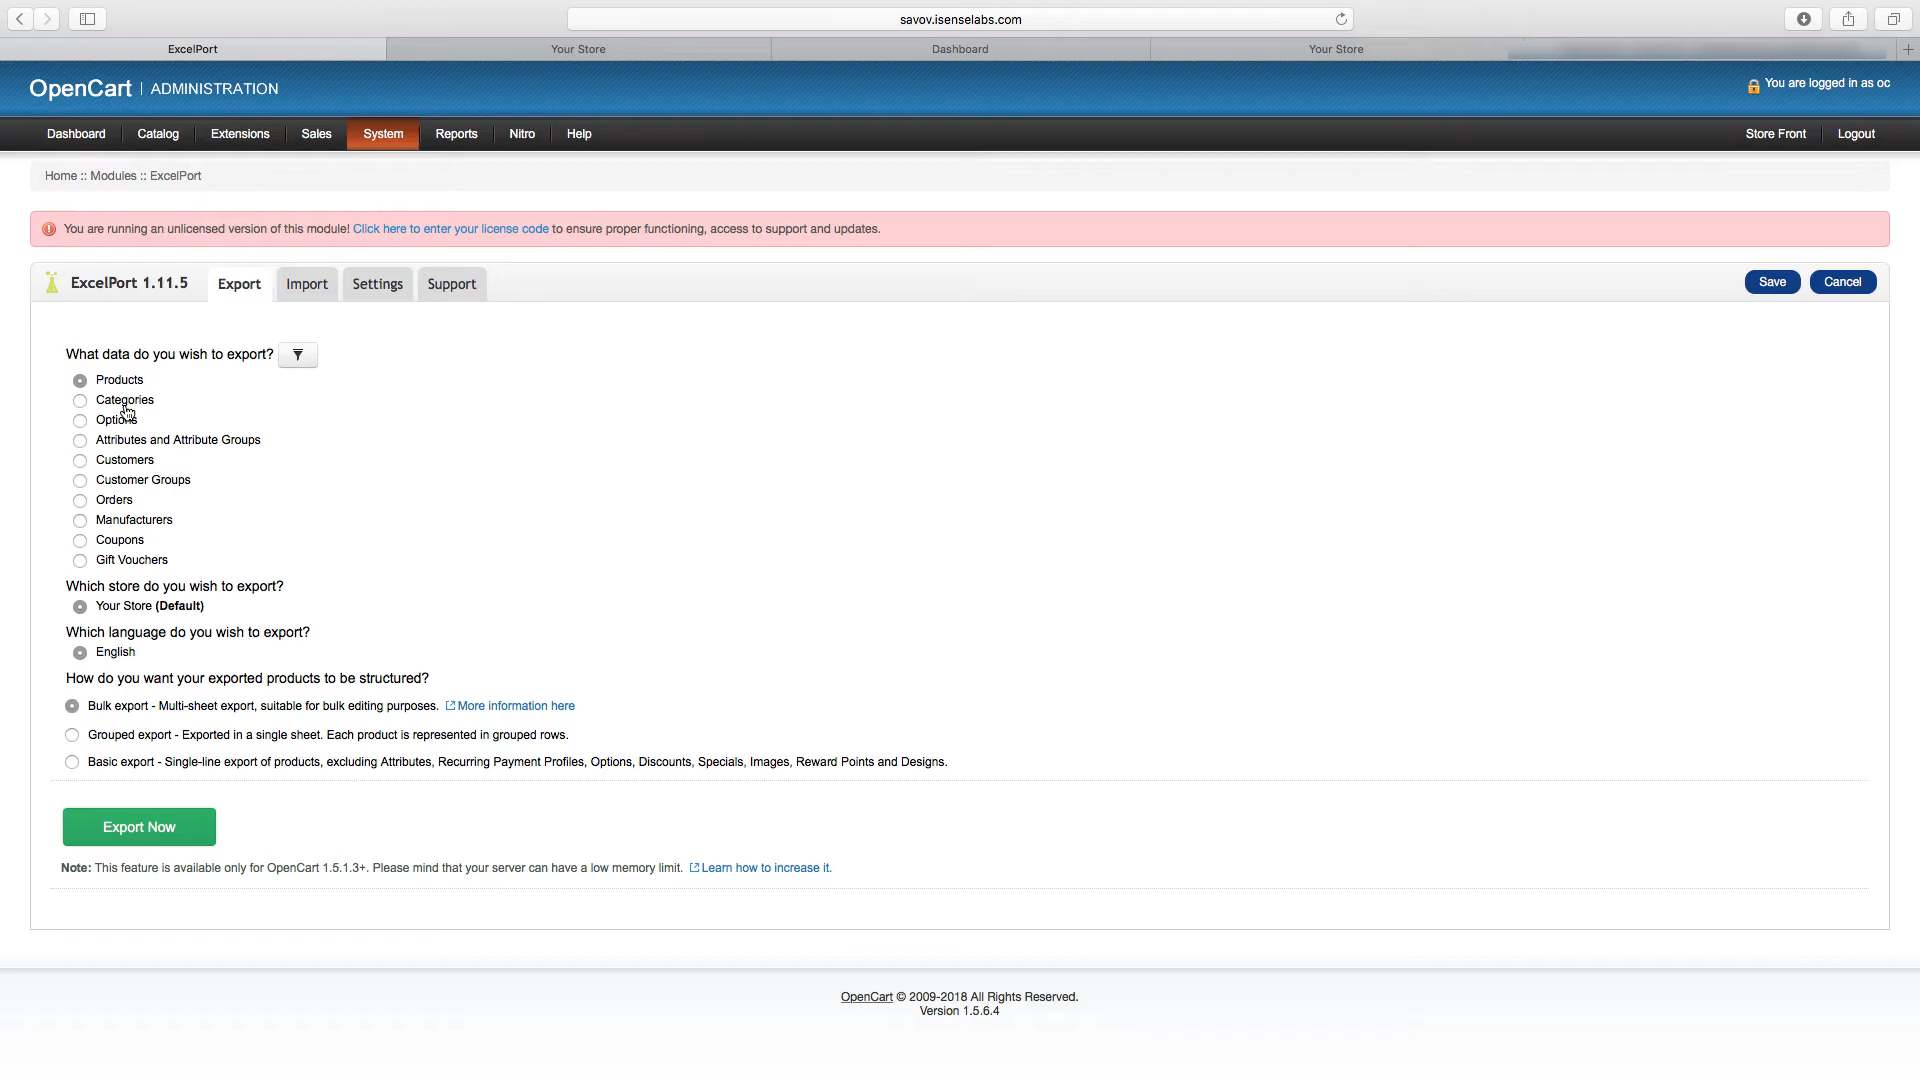 savov.isenselabs.com
ExcelPort
Your Store
Dashboard
Your Store
OpenCart | ADMINISTRATION
You are logged in as oc
Dashboard
Catalog
Extensions
Sales
System
Reports
Nitro
Help
Store Front
Logout
Home :: Modules :: ExcelPort
You are running an unlicensed version of this module! Click here to enter your license code to ensure proper functioning, access to support and updates.
ExcelPort 1.11.5
Export
Import
Settings
Support
Save
Cancel
What data do you wish to export?
Products
Categories
Options
Attributes and Attribute Groups
Customers
Customer Groups
Orders
Manufacturers
Coupons
Gift Vouchers
Which store do you wish to export?
Your Store (Default)
Which language do you wish to export?
English
How do you want your exported products to be structured?
Bulk export - Multi-sheet export, suitable for bulk editing purposes. More information here
Grouped export - Exported in a single sheet. Each product is represented in grouped rows.
Basic export - Single-line export of products, excluding Attributes, Recurring Payment Profiles, Options, Discounts, Specials, Images, Reward Points and Designs.
Export Now
Note: This feature is available only for OpenCart 1.5.1.3+. Please mind that your server can have a low memory limit. Learn how to increase it.
OpenCart © 2009-2018 All Rights Reserved.
Version 1.5.6.4